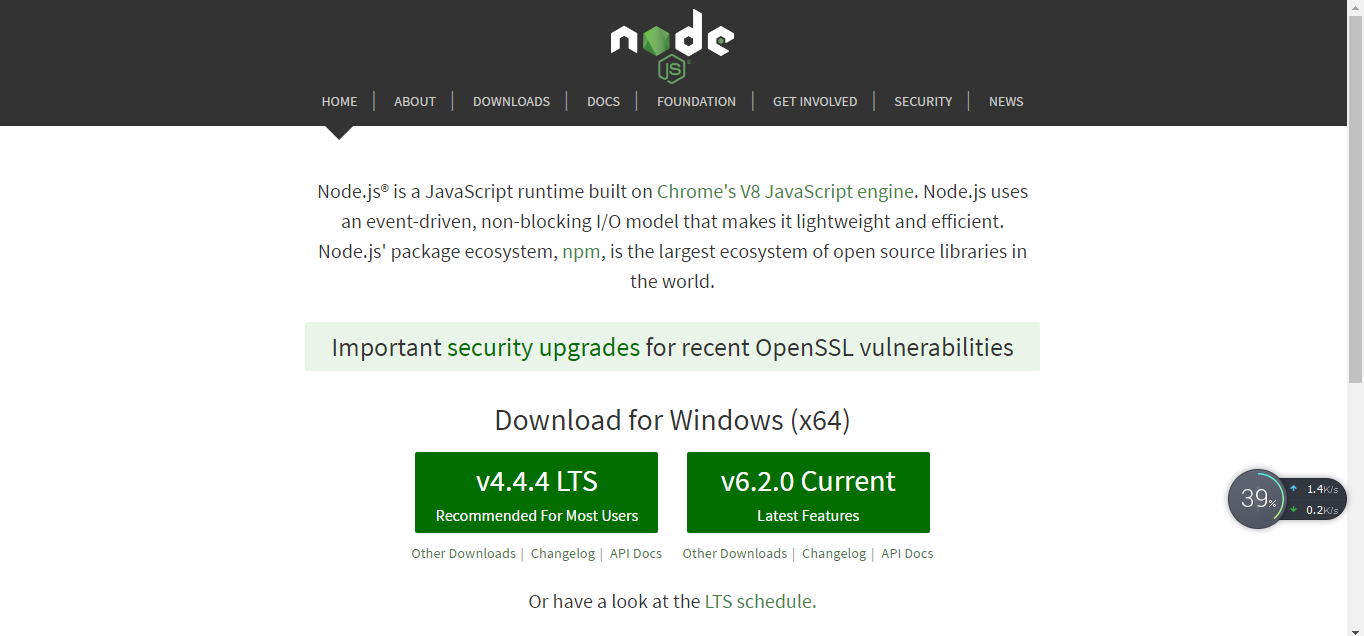 node
JS
HOME ABOUT DOWNLOADS DOCS FOUNDATION GET INVOLVED SECURITY NEWS
Node.js® is a JavaScript runtime built on Chrome's V8 JavaScript engine. Node.js uses
an event-driven, non-blocking I/O model that makes it lightweight and efficient.
Node.js' package ecosystem, npm, is the largest ecosystem of open source libraries in
the world.
Important security upgrades for recent OpenSSL vulnerabilities
Download for Windows (x64)
v4.4.4 LTS
Recommended For Most Users
v6.2.0 Current
Latest Features
Other Downloads | Changelog | API Docs
Other Downloads | Changelog | API Docs
Or have a look at the LTS schedule.
39%
1.4K/s
0.2K/s